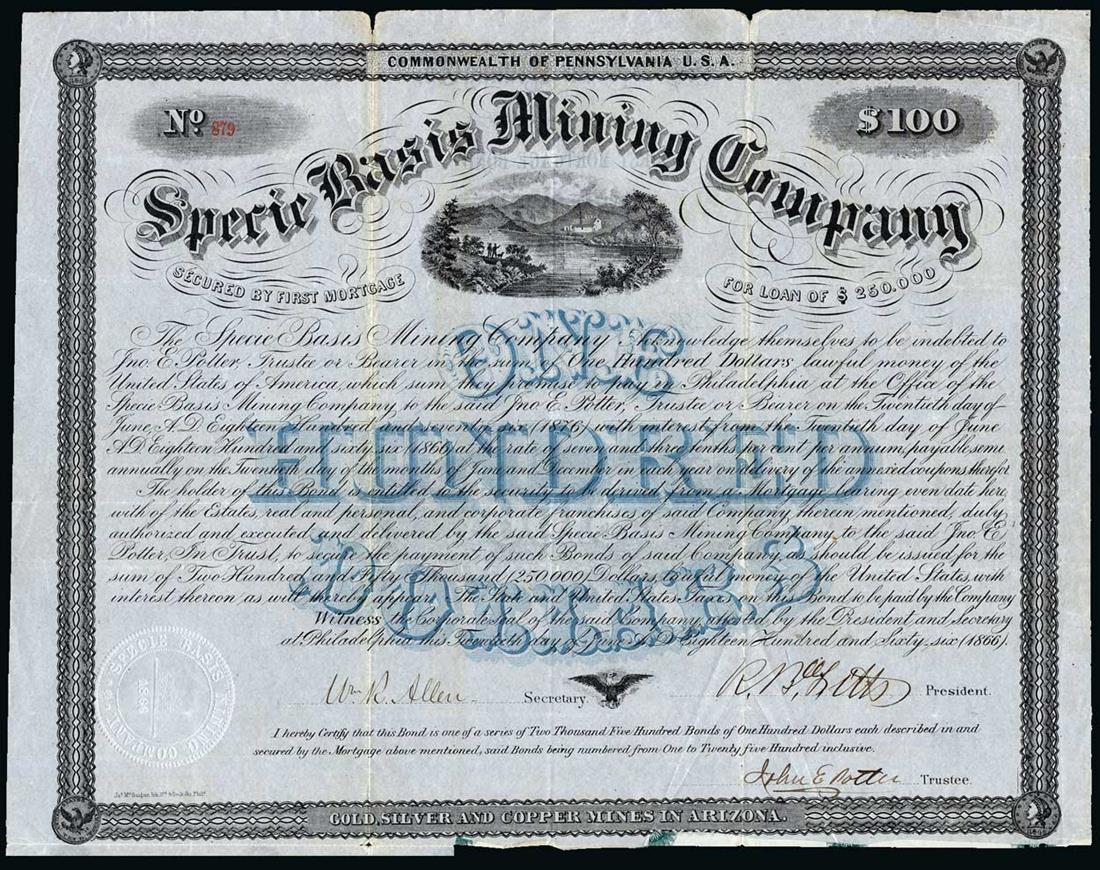 COMMONWEALTH OF PENNSYLVANIA U.S.A.
No 879
$100
Specie Basis Mining Company
SECURED BY FIRST MORTGAGE
FOR LOAN OF $ 250.000
The Specie Basis Mining Company Acknowledge themselves to be indebted to
Jno. E. Potter, Trustee or Bearer in the sum of One Hundred Dollars lawful money of the
United States of America, which sum they promise to pay in Philadelphia at the Office of the
Specie Basis Mining Company, to the said Jno E. Potter, Trustee or Bearer on the Twentieth day of
June, A.D. Eighteen Hundred and seventy six (1876) with interest from the Twentieth day of June
A.D. Eighteen Hundred and sixty six (1866) at the rate of seven and three tenths per cent per annum, payable semi
annually on the Twentieth day of the months of June and December in each year on delivery of the annexed coupons therefor
The holder of this Bond is entitled to the security to be derived from a Mortgage bearing even date here,
with of the Estates, real and personal, and corporate franchises of said Company, therein mentioned, duly
authorized and executed and delivered by the said Specie Basis Mining Company, to the said Jno E.
Potter, In Trust, to secure the payment of such Bonds of said Company, as should be issued for the
sum of Two Hundred and Fifty Thousand (250.000) Dollars, lawful money of the United States, with
interest thereon, as will thereby appear. The State and United States Taxes on this Bond to be paid by the Company
Witness the Corporate Seal of the said Company, attested by the President and Secretary
at Philadelphia this Twentieth day of June A.D. Eighteen Hundred and Sixty, six (1866).
ONE
HUNDRED
DOLLARS
Wm R. Allen Secretary.
President.
I hereby Certify that this Bond is one of a series of Two Thousand Five Hundred Bonds of One Hundred Dollars each described in and
secured by the Mortgage above mentioned, said Bonds being numbered from One to Twenty five Hundred inclusive.
John E Potter Trustee.
SPECIE BASIS MINING COMPANY
GOLD, SILVER AND COPPER MINES IN ARIZONA.